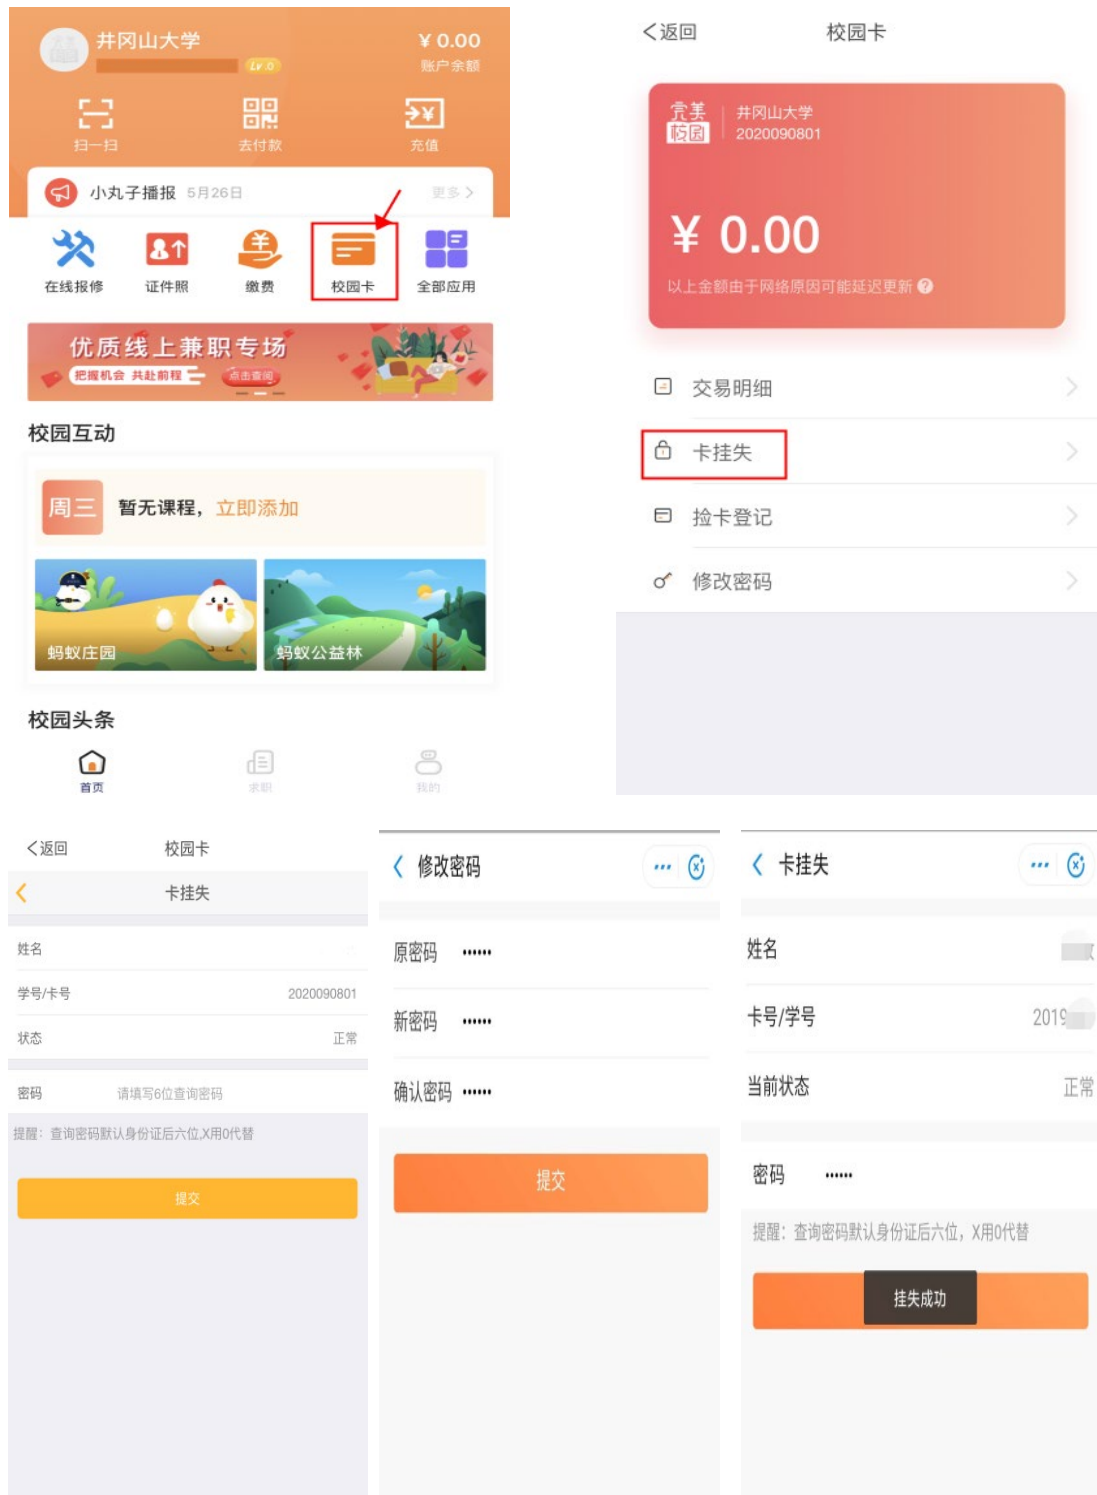 井冈山大学
¥ 0.00
Lv.0
账户余额
扫一扫
去付款
充值
小丸子播报 5月26日
更多 >
在线报修
证件照
缴费
校园卡
全部应用
优质线上兼职专场
把握机会 共赴前程
点击查阅
校园互动
周三
暂无课程，立即添加
蚂蚁庄园
蚂蚁公益林
校园头条
首页
求职
我的
返回
校园卡
完美校园
井冈山大学
2020090801
¥ 0.00
以上金额由于网络原因可能延迟更新
交易明细
卡挂失
捡卡登记
修改密码
返回
校园卡
卡挂失
姓名
学号/卡号 2020090801
状态 正常
密码 请填写6位查询密码
提醒：查询密码默认身份证后六位,X用0代替
提交
修改密码
原密码 ••••••
新密码 ••••••
确认密码 ••••••
提交
卡挂失
姓名
卡号/学号 2019
当前状态 正常
密码 ••••••
提醒：查询密码默认身份证后六位，X用0代替
挂失成功